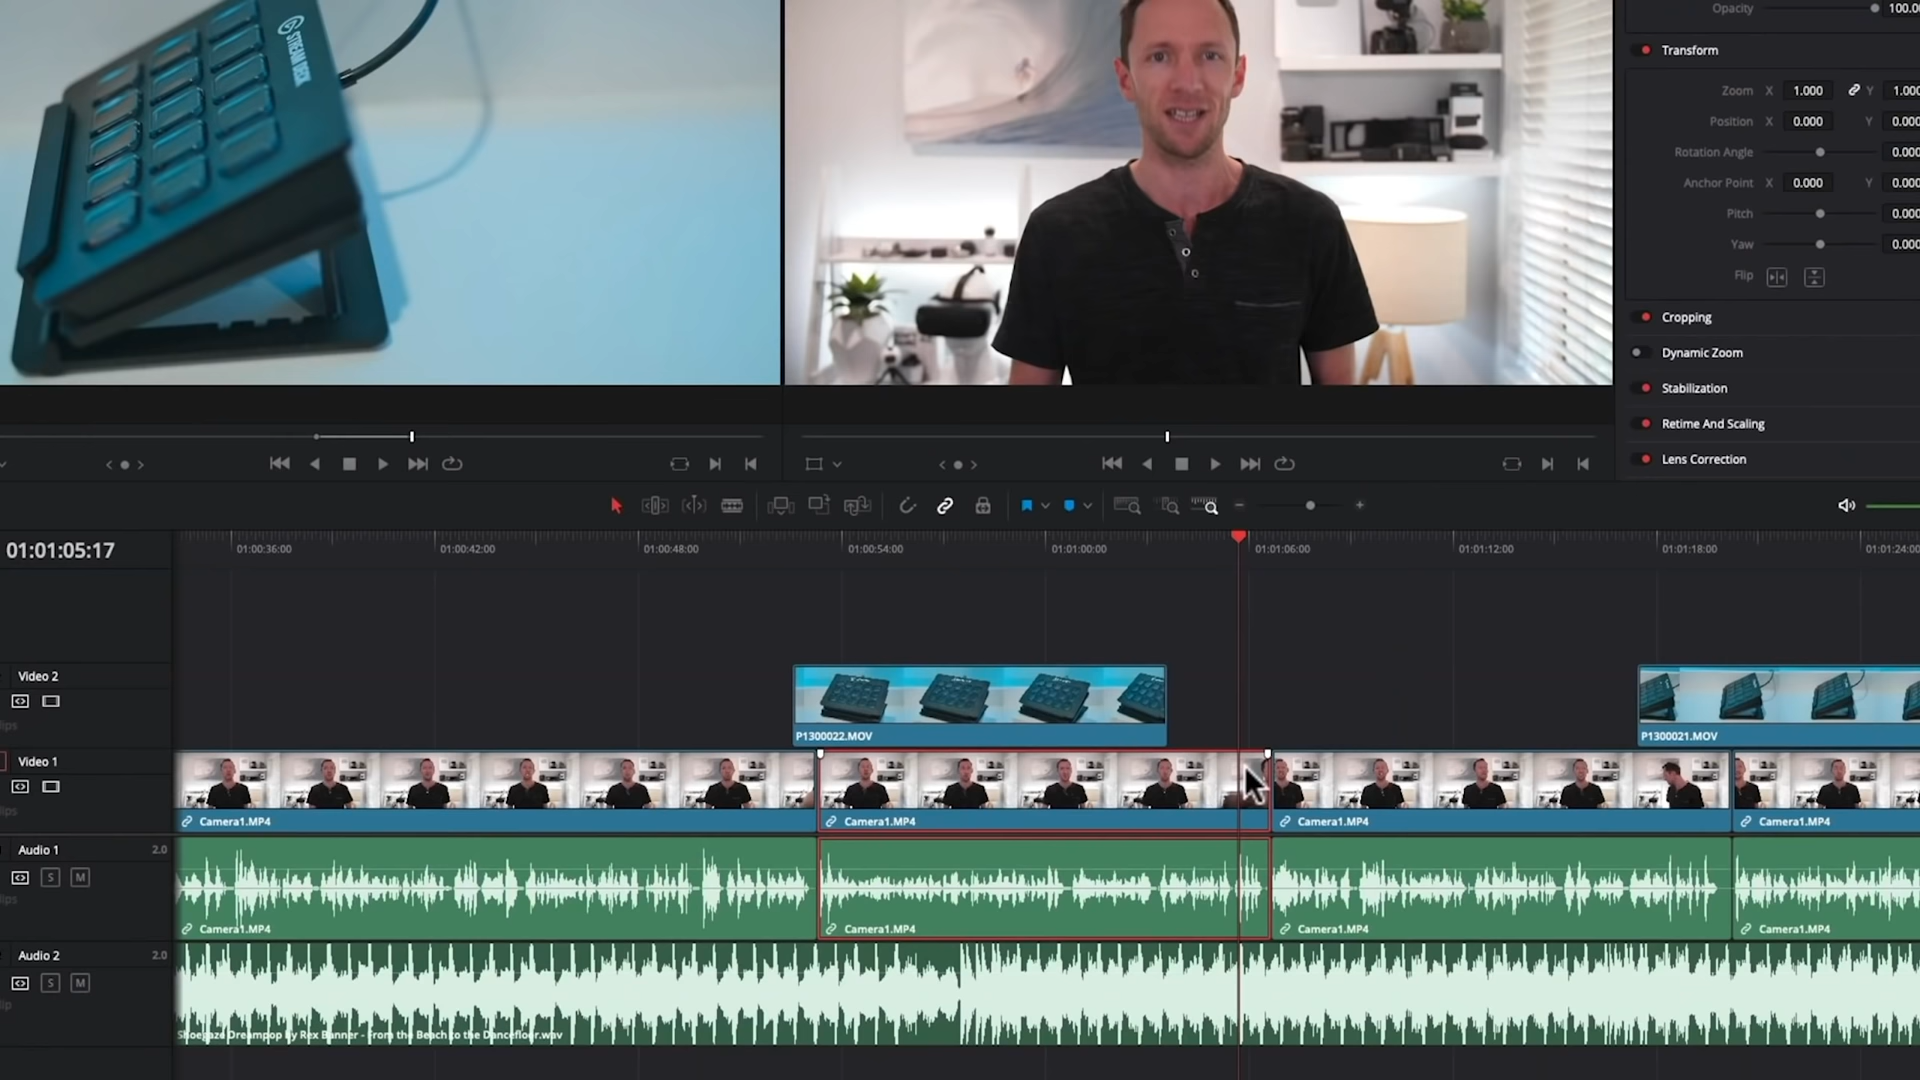 STREAM DECK
Opacity 100.0
Transform
Zoom X 1.000 Y 1.000
Position X 0.000 Y 0.000
Rotation Angle 0.000
Anchor Point X 0.000 Y 0.000
Pitch 0.000
Yaw 0.000
Flip
Cropping
Dynamic Zoom
Stabilization
Retime And Scaling
Lens Correction
01:01:05:17
01:00:36:00 01:00:42:00 01:00:48:00 01:00:54:00 01:01:00:00 01:01:06:00 01:01:12:00 01:01:18:00 01:01:24:00
Video 2
lips
P1300022.MOV P1300021.MOV
Video 1
lips
Camera1.MP4 Camera1.MP4 Camera1.MP4 Camera1.MP4
Audio 1 2.0
S M
lips
Camera1.MP4 Camera1.MP4 Camera1.MP4 Camera1.MP4
Audio 2 2.0
S M
lip
Shoegaze Dreampop by Rex Banner - From the Beach to the Dancefloor.wav